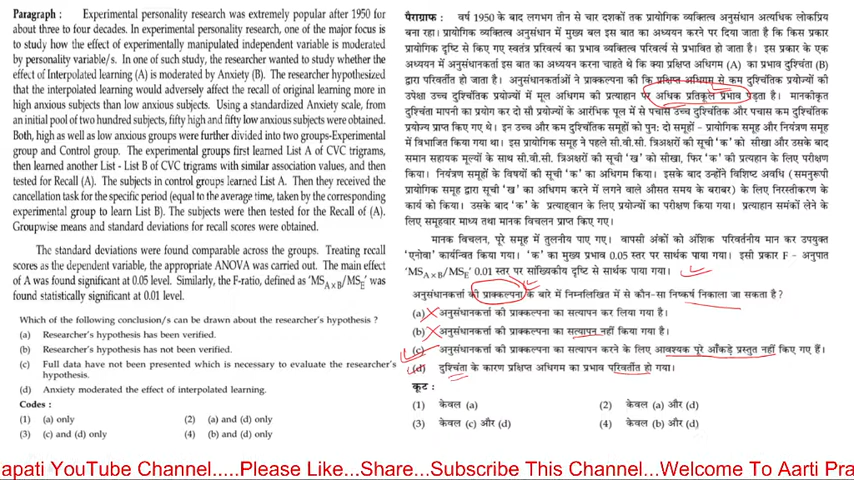 Paragraph : Experimental personality research was extremely popular after 1950 for
about three to four decades. In experimental personality research, one of the major focus is
to study how the effect of experimentally manipulated independent variable is moderated
by personality variable/s. In one of such study, the researcher wanted to study whether the
effect of Interpolated learning (A) is moderated by Anxiety (B). The researcher hypothesized
that the interpolated learning would adversely affect the recall of original learning more in
high anxious subjects than low anxious subjects. Using a standardized Anxiety scale, from
an initial pool of two hundred subjects, fifty high and fifty low anxious subjects were obtained.
Both, high as well as low anxious groups were further divided into two groups-Experimental
group and Control group. The experimental groups first learned List A of CVC trigrams,
then learned another List - List B of CVC trigrams with similar association values, and then
tested for Recall (A). The subjects in control groups learned List A. Then they received the
cancellation task for the specific period (equal to the average time, taken by the corresponding
experimental group to learn List B). The subjects were then tested for the Recall of (A).
Groupwise means and standard deviations for recall scores were obtained.
The standard deviations were found comparable across the groups. Treating recall
scores as the dependent variable, the appropriate ANOVA was carried out. The main effect
of A was found significant at 0.05 level. Similarly, the F-ratio, defined as 'MSA×B/MSE' was
found statistically significant at 0.01 level.
Which of the following conclusion/s can be drawn about the researcher's hypothesis ?
(a) Researcher's hypothesis has been verified.
(b) Researcher's hypothesis has not been verified.
(c) Full data have not been presented which is necessary to evaluate the researcher's
hypothesis.
(d) Anxiety moderated the effect of interpolated learning.
Codes :
(1) (a) only (2) (a) and (d) only
(3) (c) and (d) only (4) (b) and (d) only
पैराग्राफ : वर्ष 1950 के बाद लगभग तीन से चार दशकों तक प्रायोगिक व्यक्तित्व अनुसंधान अत्यधिक लोकप्रिय
बना रहा। प्रायोगिक व्यक्तित्व अनुसंधान में मुख्य बल इस बात का अध्ययन करने पर दिया जाता है कि किस प्रकार
प्रायोगिक दृष्टि से किए गए स्वतंत्र प्ररिवर्त्य का प्रभाव व्यक्तित्व परिवर्त्य से प्रभावित हो जाता है। इस प्रकार के एक
अध्ययन में अनुसंधानकर्ता इस बात का अध्ययन करना चाहते थे कि क्या प्रक्षिप्त अधिगम (A) का प्रभाव दुश्चिंता (B)
द्वारा परिवर्तित हो जाता है। अनुसंधानकर्ताओं ने प्राक्कल्पना की कि प्रक्षिप्त अधिगम से कम दुश्चिंतिक प्रयोज्यों की
उपेक्षा उच्च दुश्चिंतिक प्रयोज्यों में मूल अधिगम की प्रत्याह्वान पर अधिक प्रतिकूल प्रभाव पड़ता है। मानकीकृत
दुश्चिंता मापनी का प्रयोग कर दो सौ प्रयोज्यों के आरंभिक पूल में से पचास उच्च दुश्चिंतिक और पचास कम दुश्चिंतिक
प्रयोज्य प्राप्त किए गए थे। इन उच्च और कम दुश्चिंतिक समूहों को पुन: दो समूहों - प्रायोगिक समूह और नियंत्रण समूह
में विभाजित किया गया था। इस प्रायोगिक समूह ने पहले सी.वी.सी. त्रिअक्षरों की सूची 'क' को सीखा और उसके बाद
समान साहचर्य मूल्यों के साथ सी.वी.सी. त्रिअक्षरों की सूची 'ख' को सीखा, फिर 'क' की प्रत्याह्वान के लिए परीक्षण
किया। नियंत्रण समूहों के विषयों की सूची 'क' का अधिगम किया। इसके बाद उन्होंने विशिष्ट अवधि (समनुरूपी
प्रायोगिक समूह द्वारा सूची 'ख' का अधिगम में लगने वाले औसत समय के बराबर) के लिए निरस्तीकरण के
कार्य को किया। उसके बाद 'क' के प्रत्याह्वान के लिए प्रयोज्यों का परीक्षण किया गया। प्रत्याह्वान समंकों लेने के
लिए समूहवार माध्य तथा मानक विचलन प्राप्त किए गए।
मानक विचलन, पूरे समूह में तुलनीय पाए गए। वापसी अंकों को अंशिक परिवर्तनीय मान कर उपयुक्त
'एनोवा' कार्यन्वित किया गया। 'क' का मुख्य प्रभाव 0.05 स्तर पर सार्थक पाया गया। इसी प्रकार F - अनुपात
'MSA×B/MSE' 0.01 स्तर पर सांख्यिकीय दृष्टि से सार्थक पाया गया।
अनुसंधानकर्त्ता की प्राक्कल्पना के बारे में निम्नलिखित में से कौन-सा निष्कर्ष निकाला जा सकता है?
(a) अनुसंधानकर्त्ता की प्राक्कल्पना का सत्यापन कर लिया गया है।
(b) अनुसंधानकर्त्ता की प्राक्कल्पना का सत्यापन नहीं किया गया है।
(c) अनुसंधानकर्त्ता की प्राक्कल्पना का सत्यापन करने के लिए आवश्यक पूरे आँकड़े प्रस्तुत नहीं किए गए हैं।
(d) दुश्चिंता के कारण प्रक्षिप्त अधिगम का प्रभाव परिवर्तीत हो गया।
कूट :
(1) केवल (a) (2) केवल (a) और (d)
(3) केवल (c) और (d) (4) केवल (b) और (d)
apati YouTube Channel.....Please Like...Share...Subscribe This Channel...Welcome To Aarti Pra